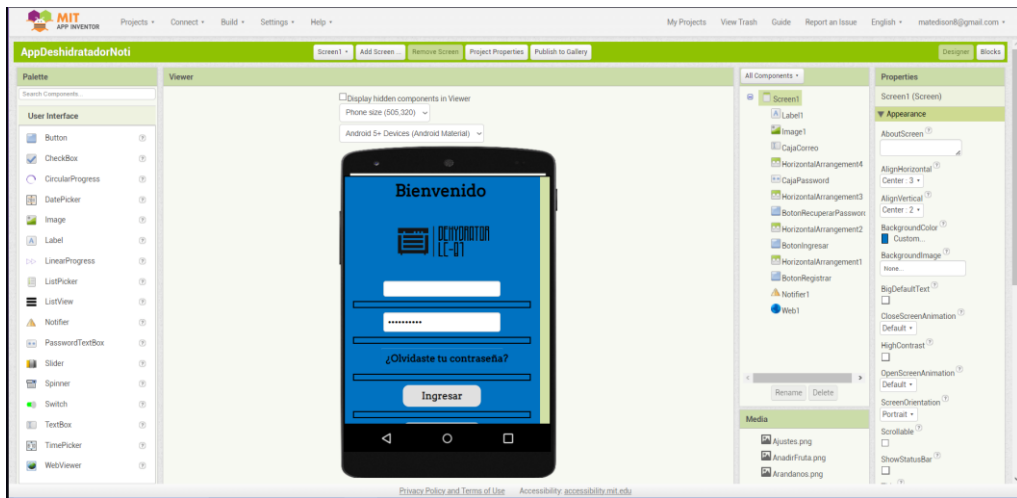 MIT
APP INVENTOR
Projects
Connect
Build
Settings
Help
My Projects
View Trash
Guide
Report an Issue
English
matedison8@gmail.com
AppDeshidratadorNoti
Screen1
Add Screen ...
Remove Screen
Project Properties
Publish to Gallery
Designer
Blocks
Palette
Search Components...
User Interface
Button
CheckBox
CircularProgress
DatePicker
Image
Label
LinearProgress
ListPicker
ListView
Notifier
PasswordTextBox
Slider
Spinner
Switch
TextBox
TimePicker
WebViewer
Viewer
Display hidden components in Viewer
Phone size (505,320)
Android 5+ Devices (Android Material)
Bienvenido
DEHYDRATOR
LC-01
¿Olvidaste tu contraseña?
Ingresar
All Components
Screen1
Label1
Image1
CajaCorreo
HorizontalArrangement4
CajaPassword
HorizontalArrangement3
BotonRecuperarPassword
HorizontalArrangement2
BotonIngresar
HorizontalArrangement1
BotonRegistrar
Notifier1
Web1
Rename
Delete
Media
Ajustes.png
AnadirFruta.png
Arandanos.png
Properties
Screen1 (Screen)
Appearance
AboutScreen
AlignHorizontal
Center : 3
AlignVertical
Center : 2
BackgroundColor
Custom...
BackgroundImage
None...
BigDefaultText
CloseScreenAnimation
Default
HighContrast
OpenScreenAnimation
Default
ScreenOrientation
Portrait
Scrollable
ShowStatusBar
Privacy Policy and Terms of Use
Accessibility: accessibility.mit.edu